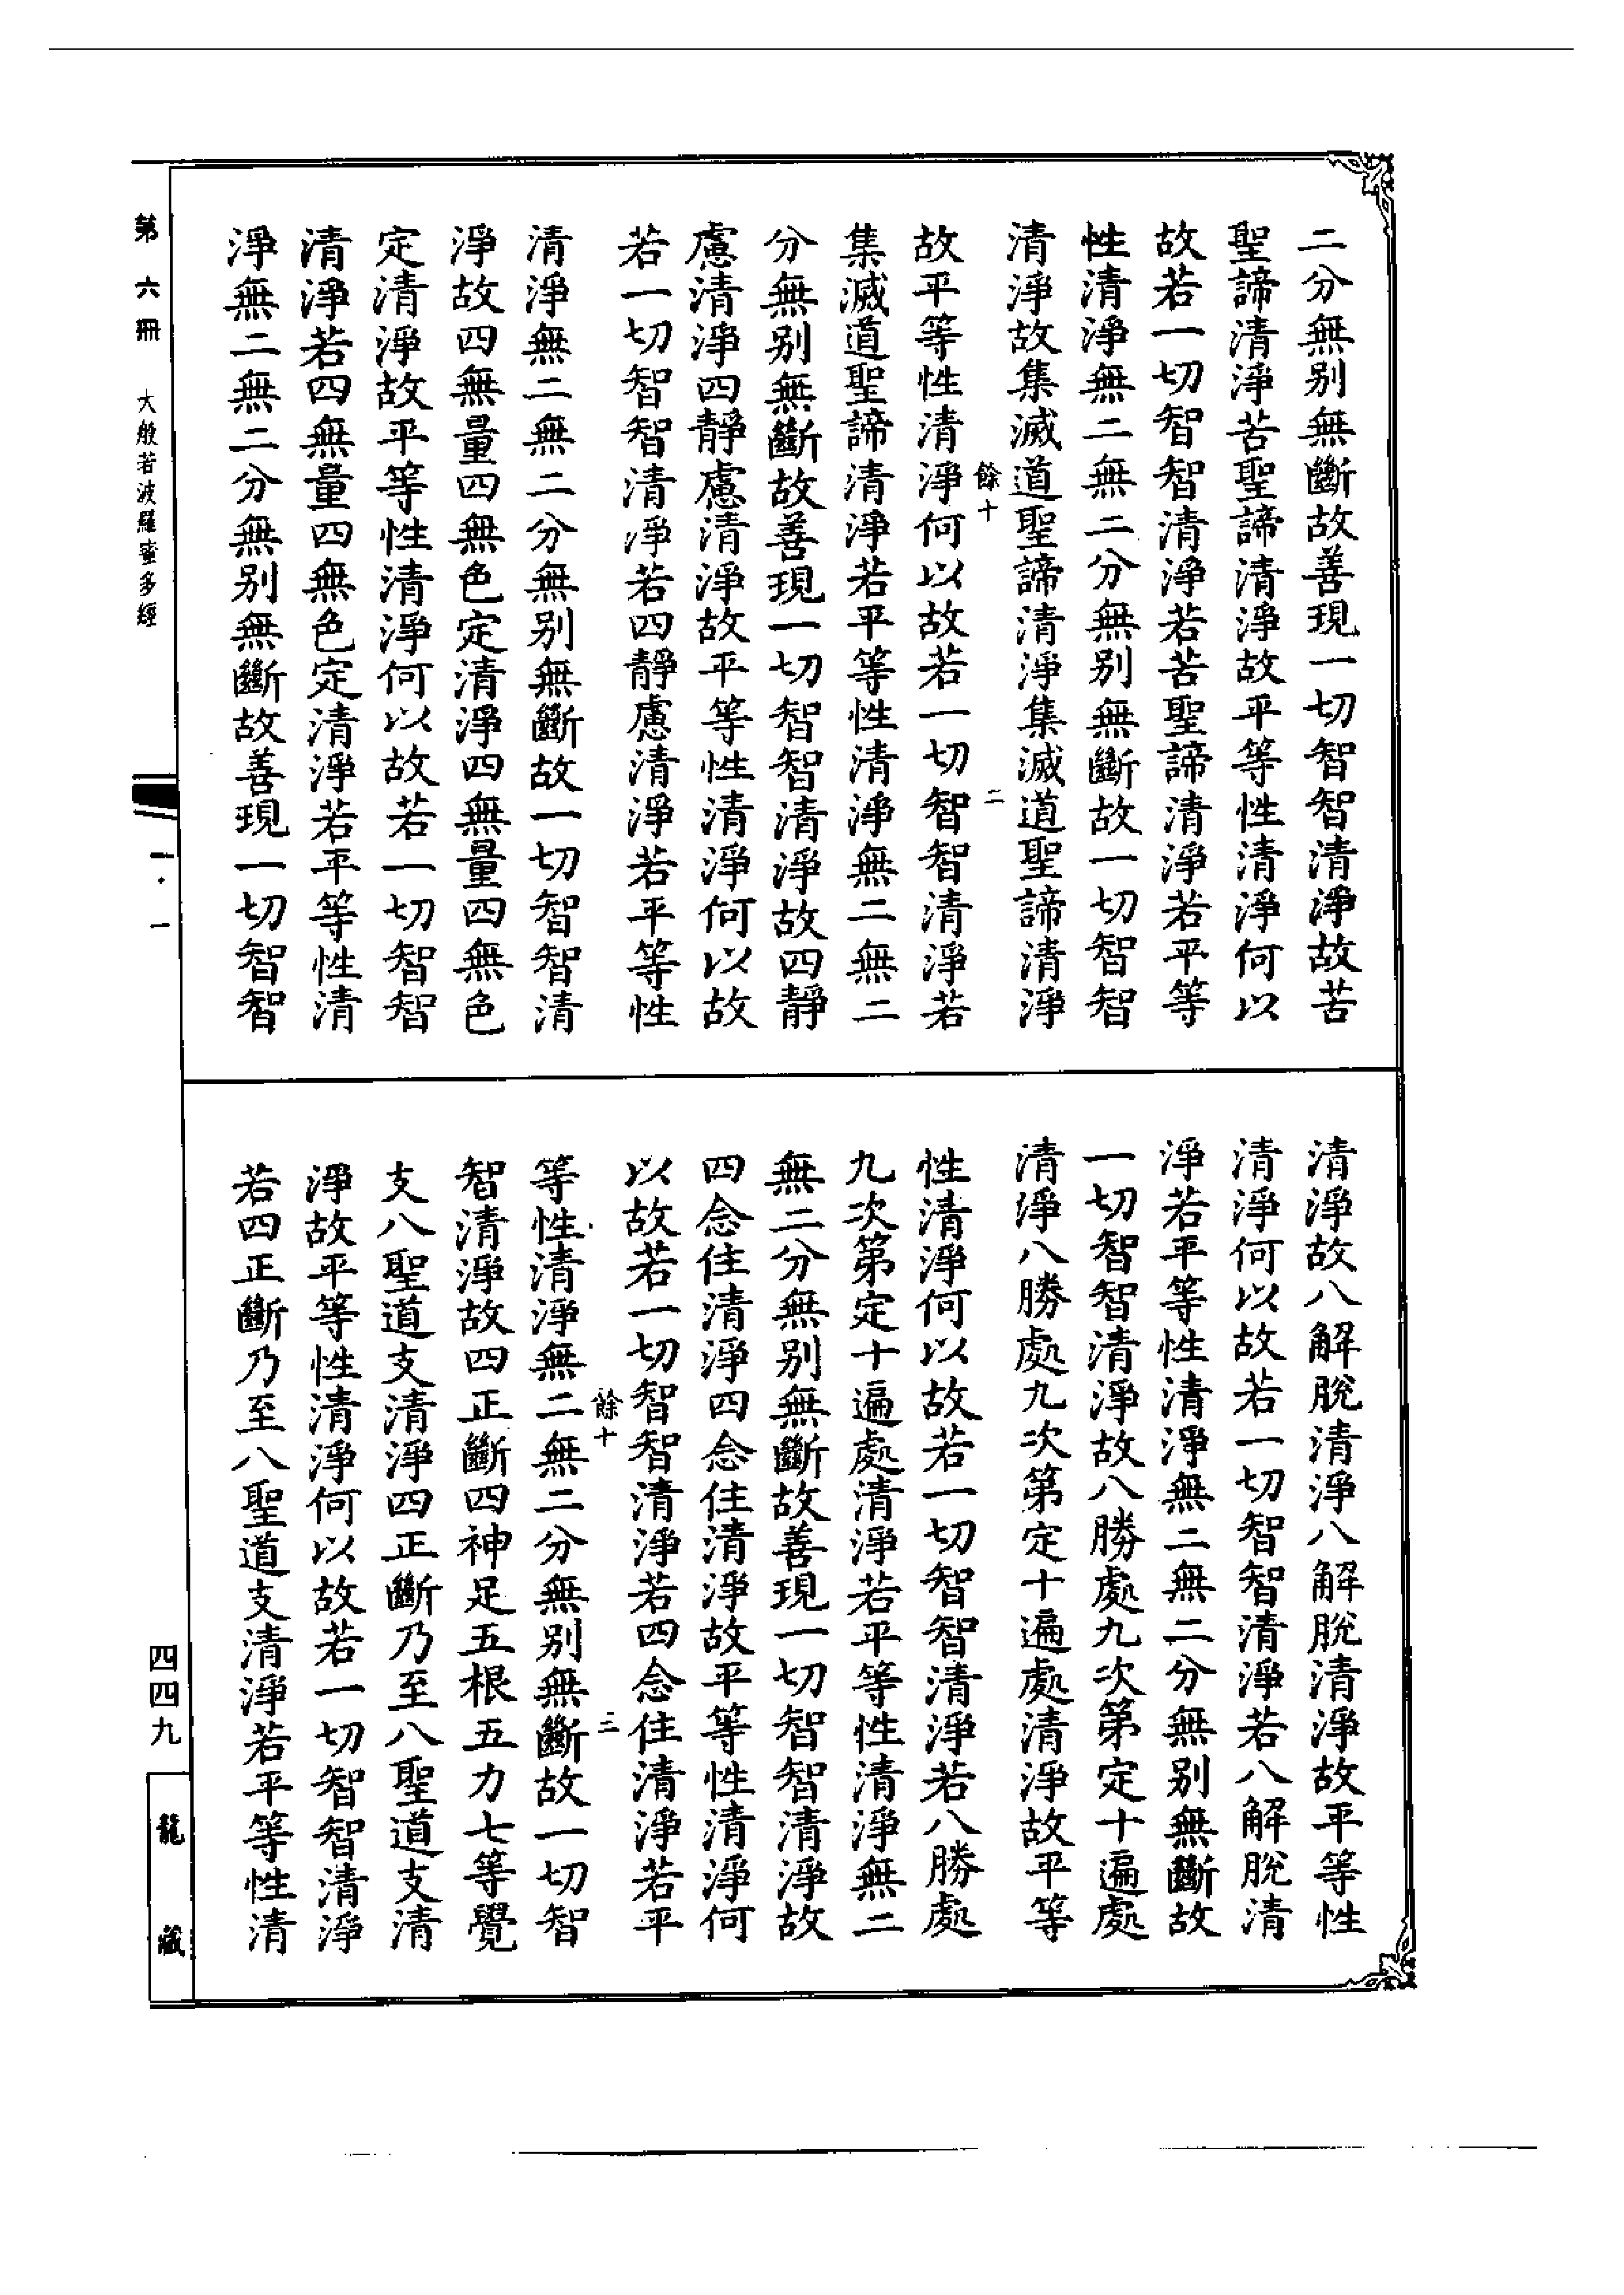 二分無别無斷故善現一切智智清淨故苦
聖諦清淨苦聖諦清淨故平等性清淨何以
故若一切智智清淨若苦聖諦清淨若平等
性清淨無二無二分無别無斷故一切智智
清淨故集滅道聖諦清淨集滅道聖諦清淨
餘十 二
故平等性清淨何以故若一切智智清淨若
集滅道聖諦清淨若平等性清淨無二無二
分無别無斷故善現一切智智清淨故四靜
慮清淨四靜慮清淨故平等性清淨何以故
若一切智智清淨若四靜慮清淨若平等性
清淨無二無二分無别無斷故一切智智清
淨故四無量四無色定清淨四無量四無色
定清淨故平等性清淨何以故若一切智智
清淨若四無量四無色定清淨若平等性清
淨無二無二分無别無斷故善現一切智智
清淨故八解脫清淨八解脫清淨故平等性
清淨何以故若一切智智清淨若八解脫清
淨若平等性清淨無二無二分無别無斷故
一切智智清淨故八勝處九次第定十遍處
清淨八勝處九次第定十遍處清淨故平等
性清淨何以故若一切智智清淨若八勝處
九次第定十遍處清淨若平等性清淨無二
無二分無别無斷故善現一切智智清淨故
四念住清淨四念住清淨故平等性清淨何
以故若一切智智清淨若四念住清淨若平
餘十 三
等性清淨無二無二分無别無斷故一切智
智清淨故四正斷四神足五根五力七等覺
支八聖道支清淨四正斷乃至八聖道支清
淨故平等性清淨何以故若一切智智清淨
若四正斷乃至八聖道支清淨若平等性清
第六冊 大般若波羅蜜多經 一·一 四四九 龍藏